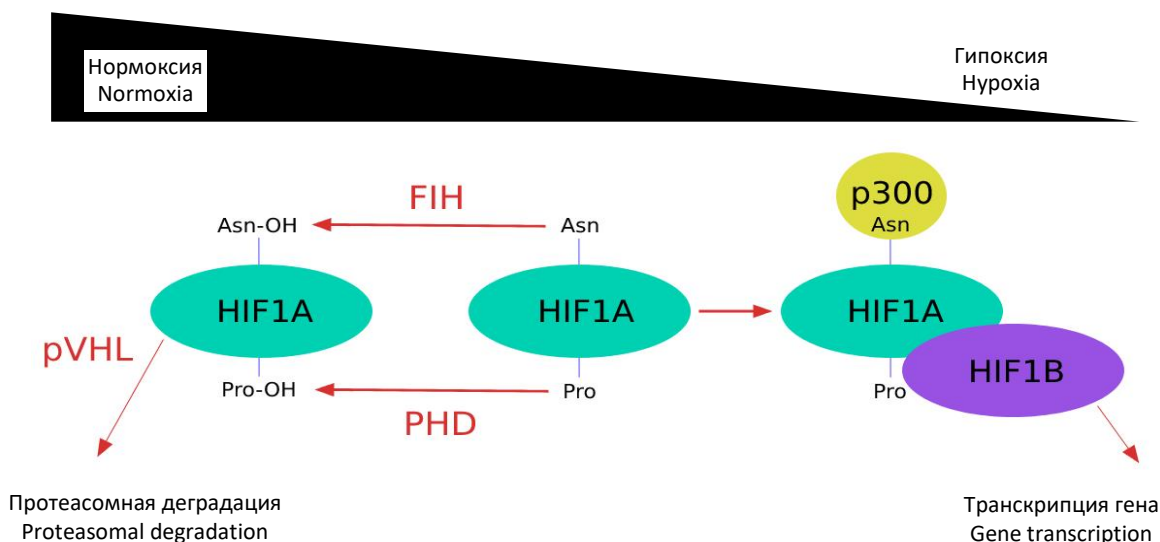 Нормоксия
Normoxia
Гипоксия
Hypoxia
FIH
p300
Asn-OH
Asn
Asn
HIF1A
HIF1A
HIF1A
pVHL
HIF1B
Pro-OH
Pro
Pro
PHD
Протеасомная деградация
Proteasomal degradation
Транскрипция гена
Gene transcription